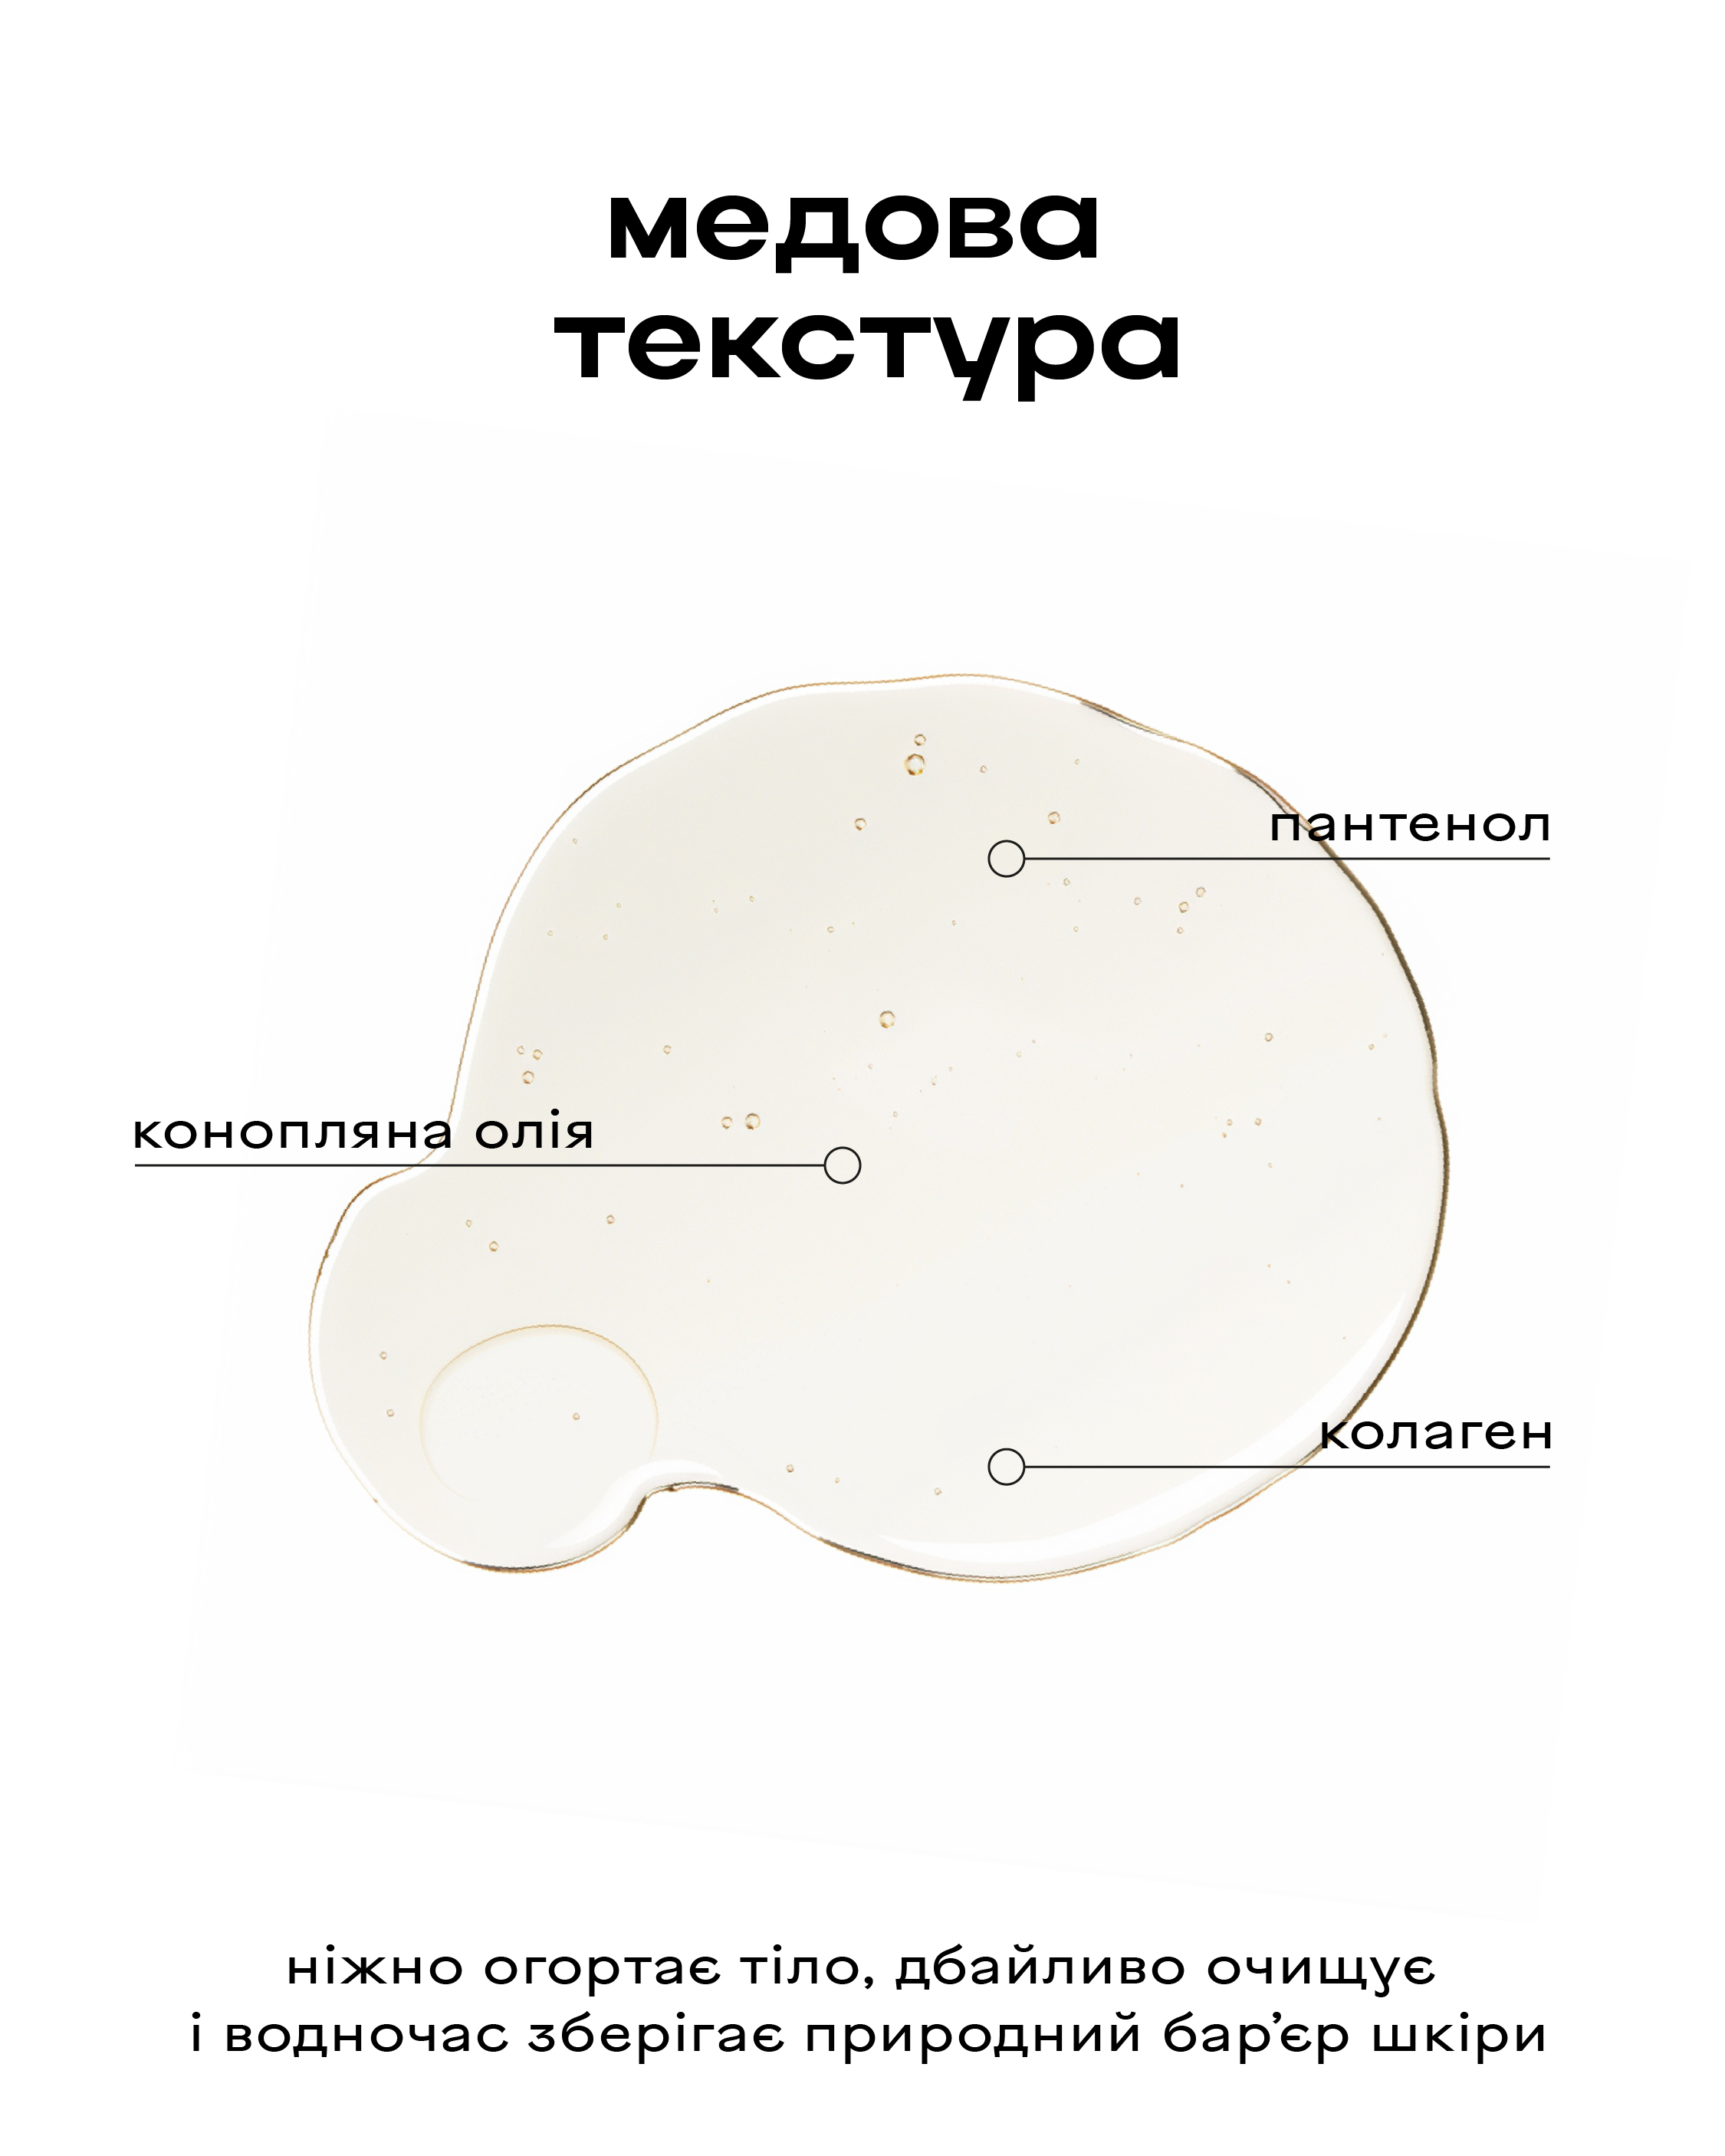 медова
текстура
пантенол
конопляна олія
колаген
ніжно огортає тіло, дбайливо очищує
і водночас зберігає природний бар’єр шкіри